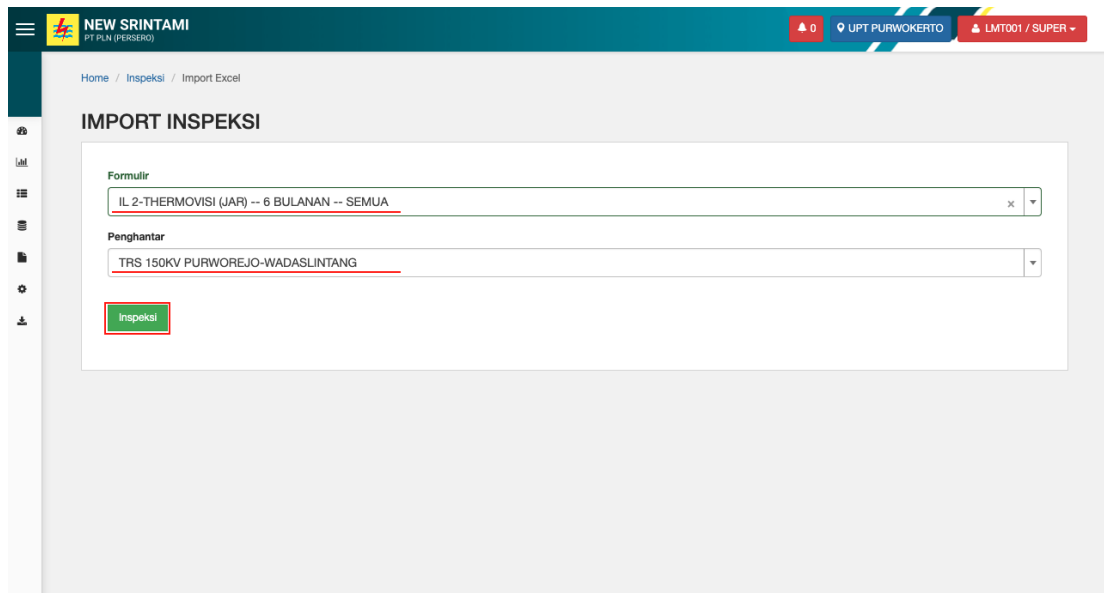 NEW SRINTAMI
PT PLN (PERSERO)
0
UPT PURWOKERTO
LMT001 / SUPER
Home / Inspeksi / Import Excel
IMPORT INSPEKSI
Formulir
IL 2-THERMOVISI (JAR) -- 6 BULANAN -- SEMUA ×
Penghantar
TRS 150KV PURWOREJO-WADASLINTANG
Inspeksi